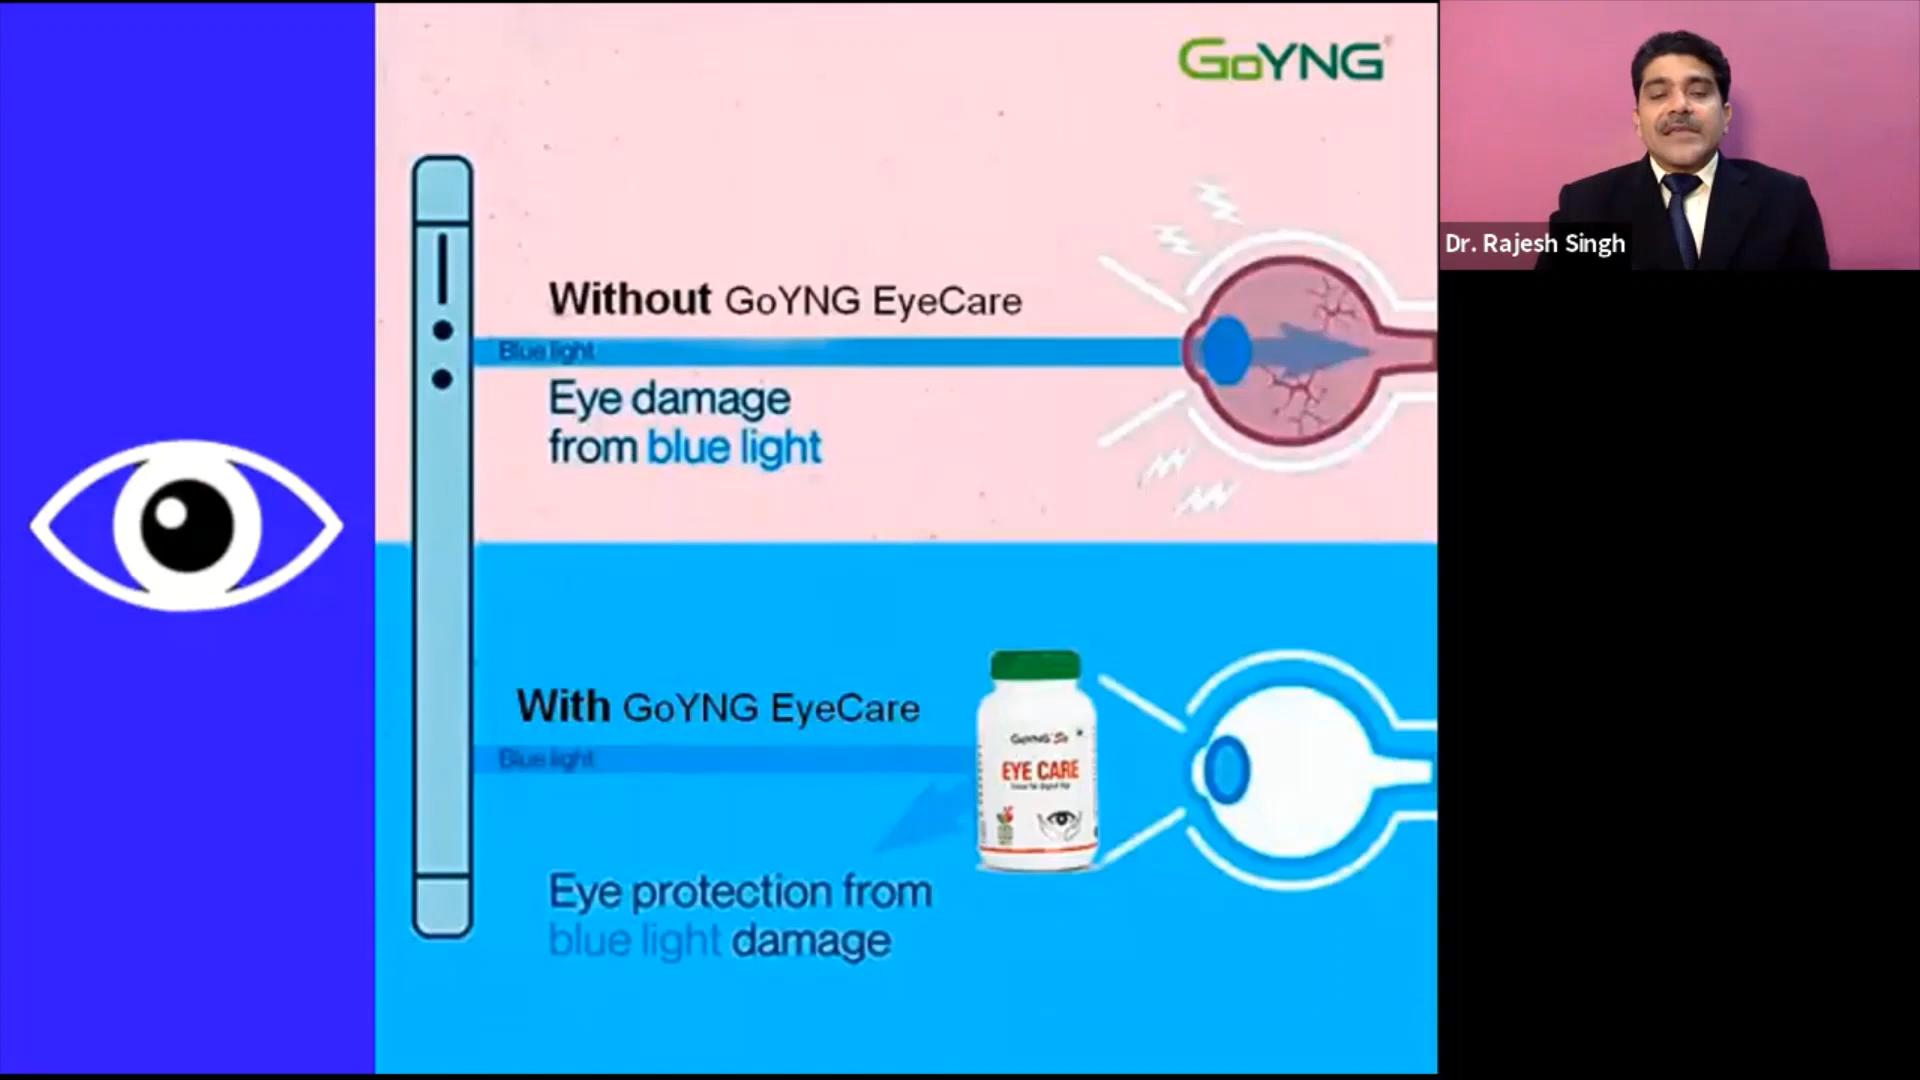 GoYNG
Without GoYNG EyeCare
Blue light
Eye damage
from blue light
With GoYNG EyeCare
Blue light
EYE CARE
Eye protection from
blue light damage
Dr. Rajesh Singh